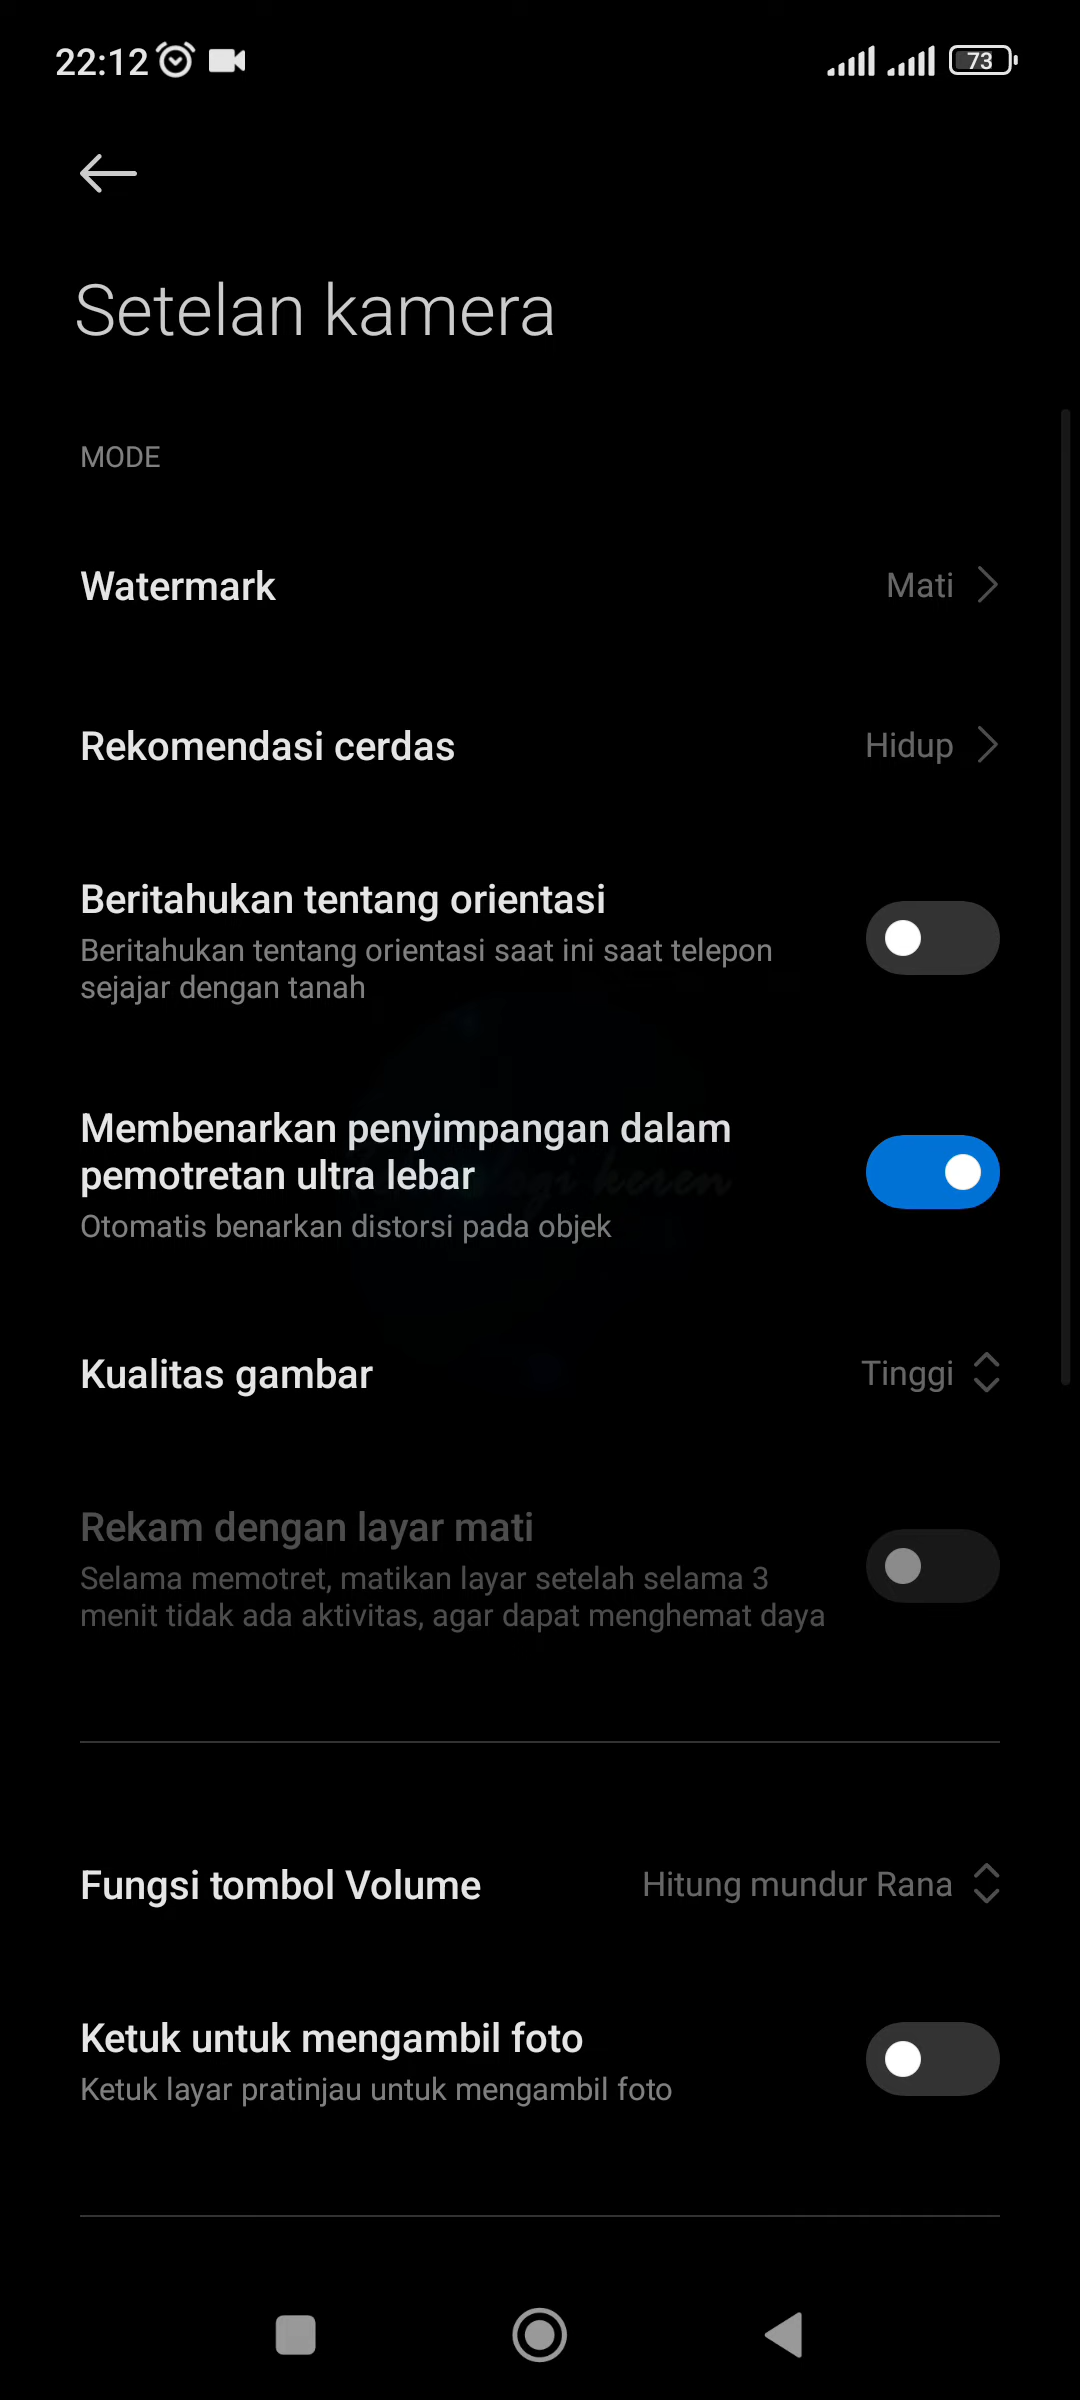 22:12
73
Setelan kamera
MODE
Watermark
Mati
Rekomendasi cerdas
Hidup
Beritahukan tentang orientasi
Beritahukan tentang orientasi saat ini saat telepon
sejajar dengan tanah
Membenarkan penyimpangan dalam
pemotretan ultra lebar
Otomatis benarkan distorsi pada objek
keren
Kualitas gambar
Tinggi
Rekam dengan layar mati
Selama memotret, matikan layar setelah selama 3
menit tidak ada aktivitas, agar dapat menghemat daya
Fungsi tombol Volume
Hitung mundur Rana
Ketuk untuk mengambil foto
Ketuk layar pratinjau untuk mengambil foto